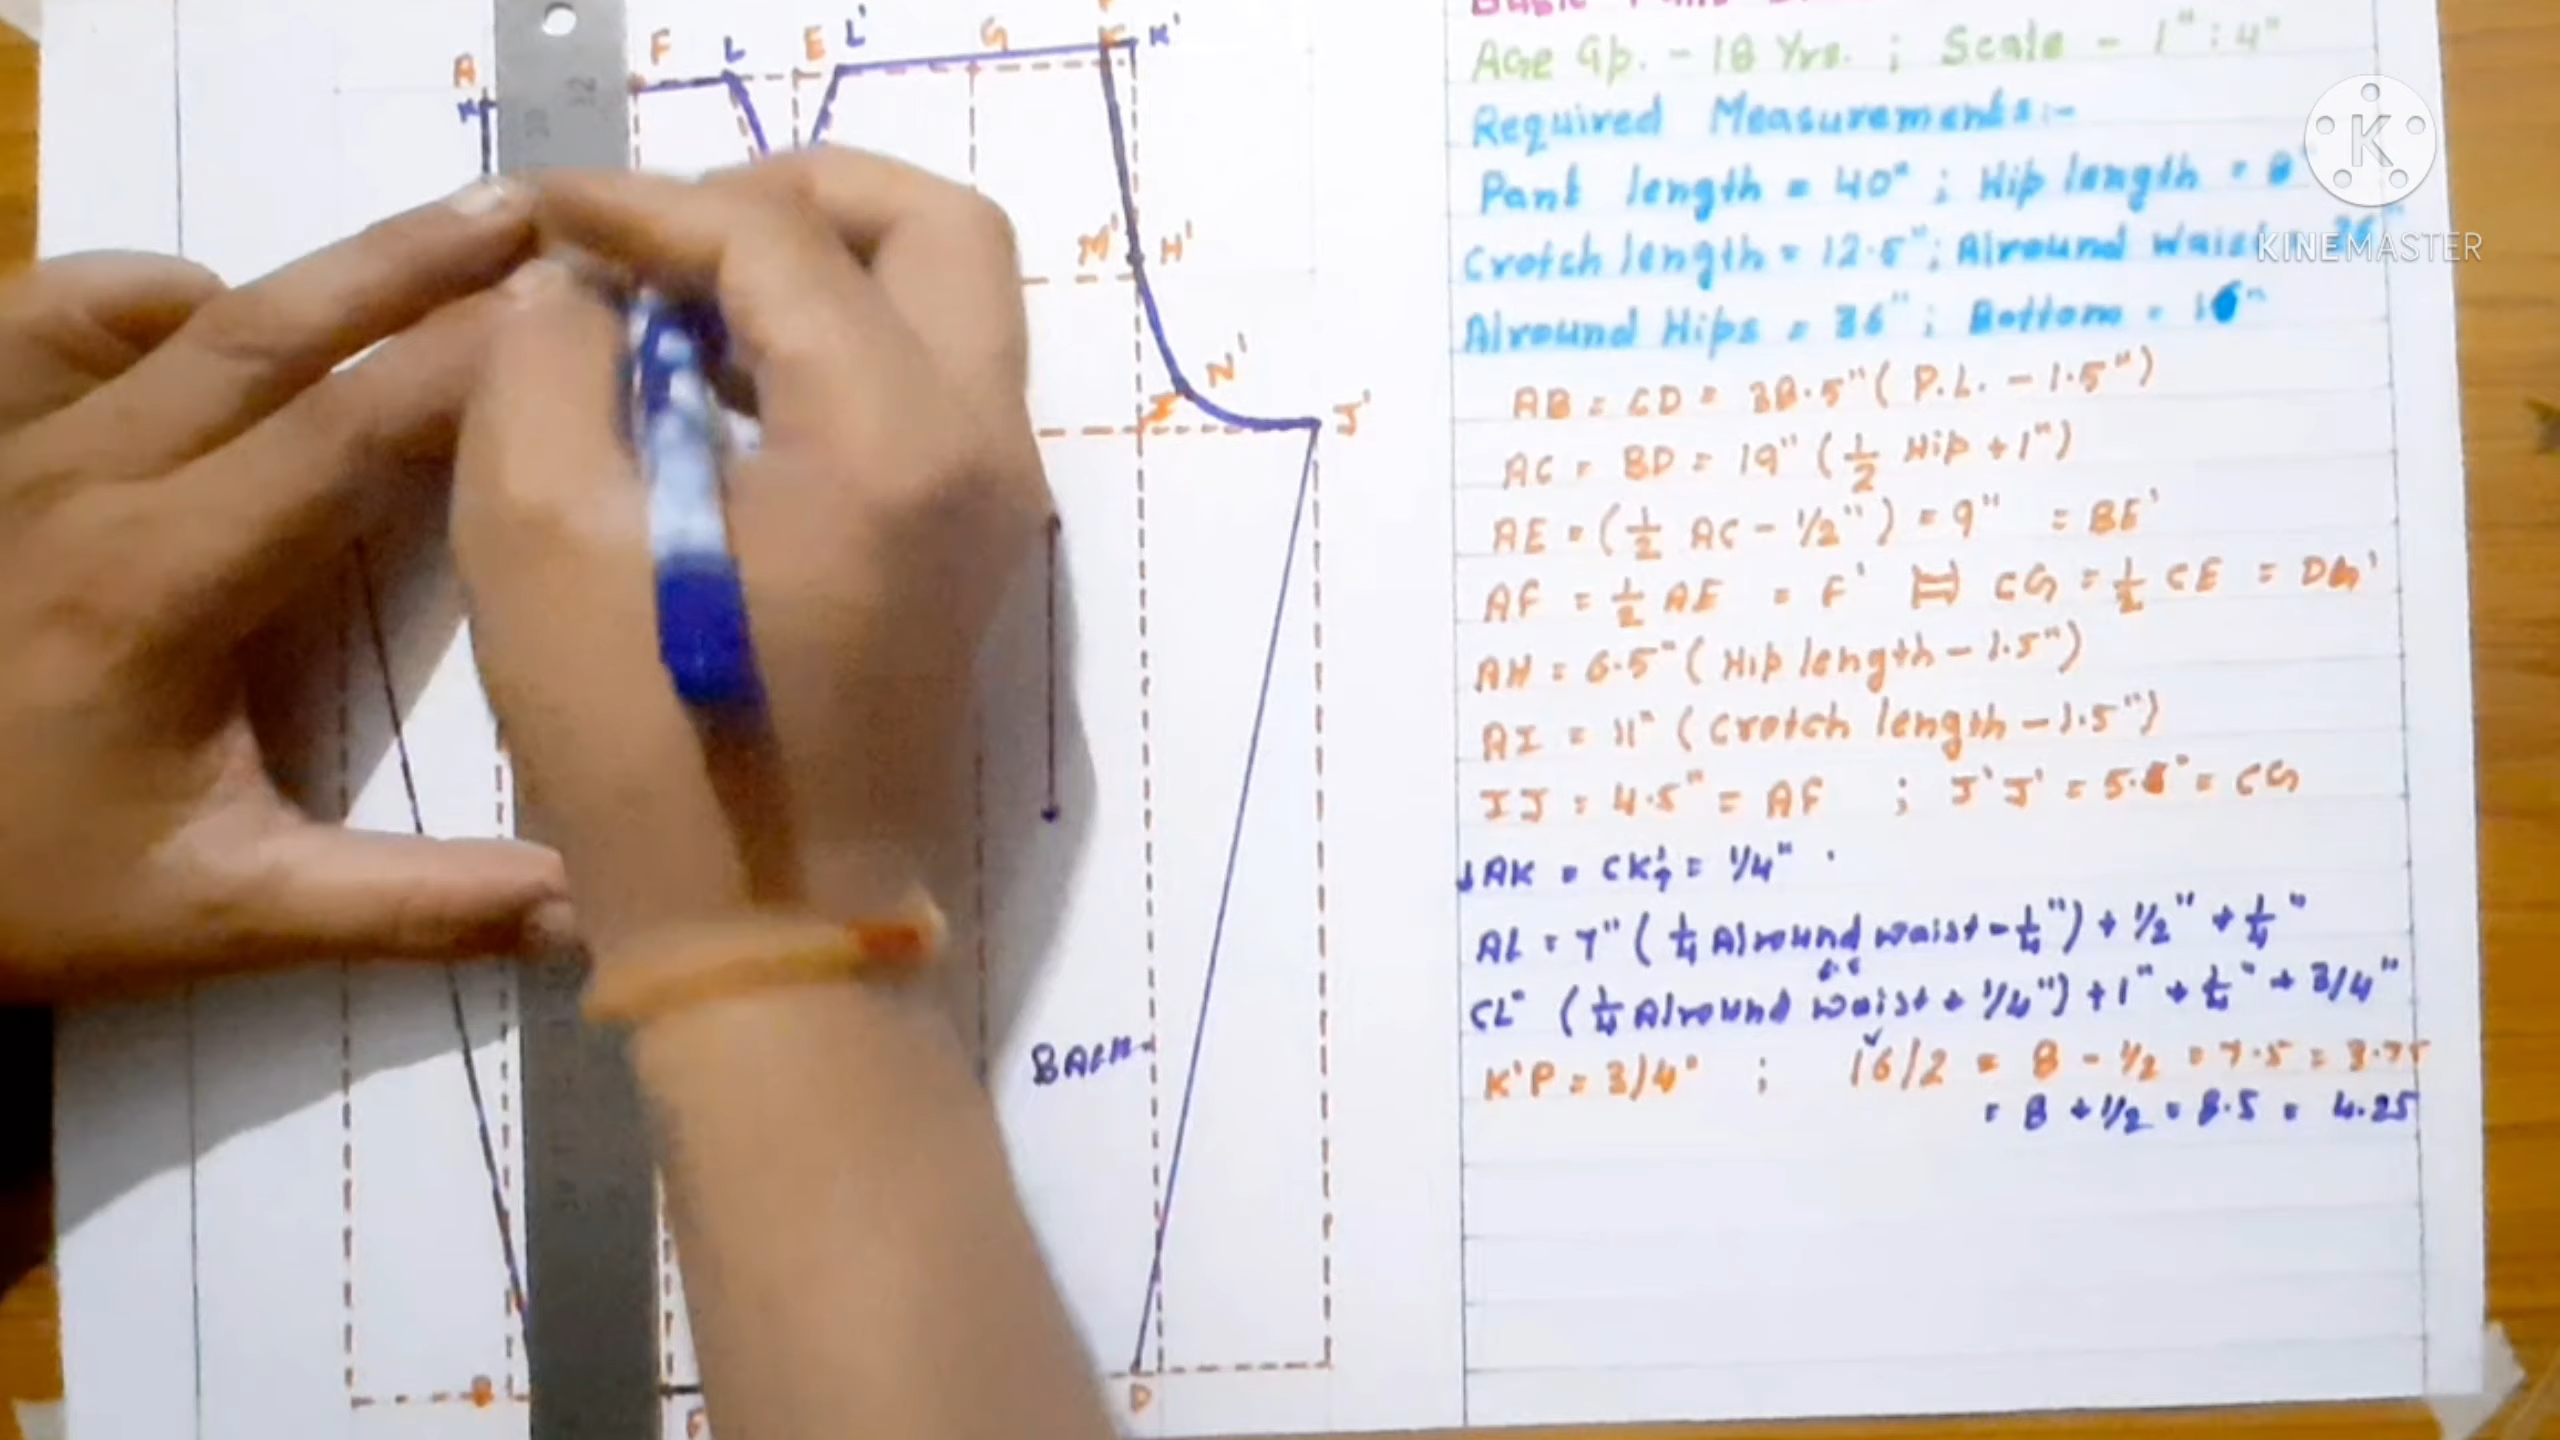 Age Gp. - 18 Yrs. ; Scale - 1" : 4"
Required Measurements:-
Pant length = 40" ; Hip length = 8"
Crotch length = 12.5" ; Alround Waist = 26"
Alround Hips = 36" ; Bottom = 16"
AB = CD = 38.5" ( P.L. - 1.5" )
AC = BD = 19" ( 1/2 Hip + 1" )
AE = ( 1/2 AC - 1/2" ) = 9" = BE'
AF = 1/2 AE = F' CG = 1/2 CE = DG'
AH = 6.5" ( Hip length - 1.5" )
AI = 11" ( Crotch length - 1.5" )
IJ = 4.5" = AF ; J'J' = 5. = CG
↓AK = CK' = 1/4"
AL = 7" ( 1/4 Alround waist - 1/4" ) + 1/2" + 1/4"
CL' ( 1/4 Alround waist + 1/4" ) + 1" + 1/4" + 3/4"
K'P = 3/4" ; 16/2 = 8 - 1/2 = 7.5 = 3.75
= 8 + 1/2 = 8.5 = 4.25
A F L E L' G K K'
K
M' H'
N'
I J'
BACK
B D
K
KINEMASTER
32